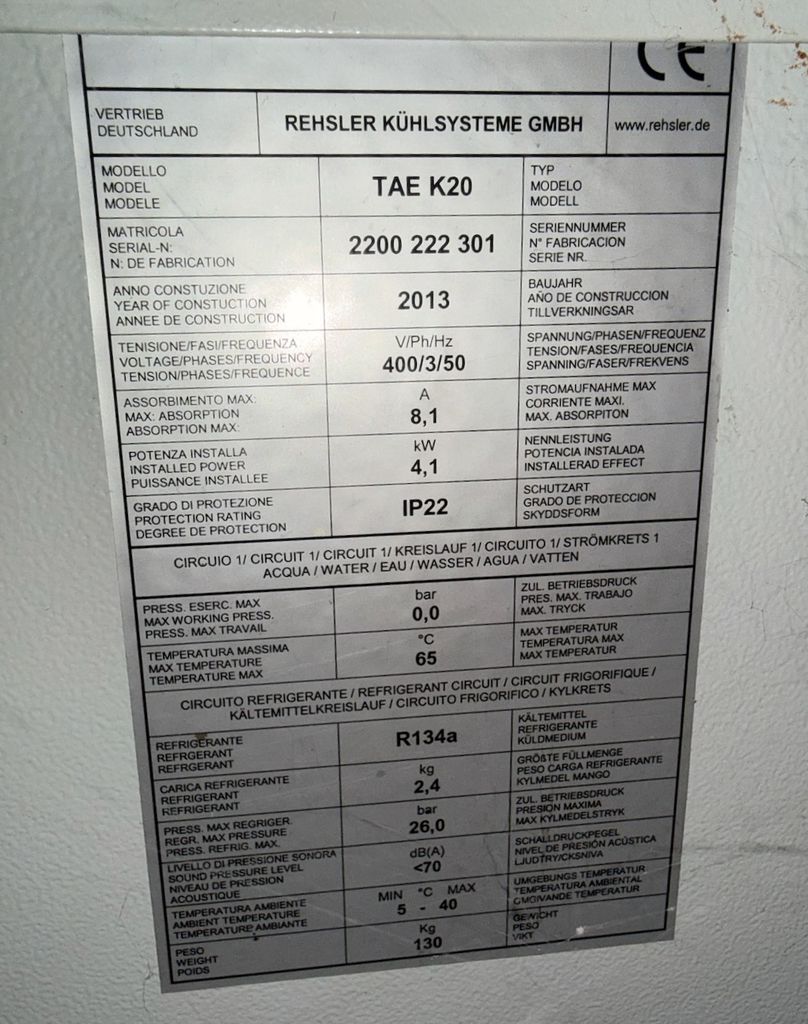 CE
VERTRIEB
DEUTSCHLAND
REHSLER KÜHLSYSTEME GMBH
www.rehsler.de
MODELLO
MODEL
MODELE
TAE K20
TYP
MODELO
MODELL
MATRICOLA
SERIAL-N:
N: DE FABRICATION
2200 222 301
SERIENNUMMER
N° FABRICACION
SERIE NR.
ANNO CONSTUZIONE
YEAR OF CONSTUCTION
ANNEE DE CONSTRUCTION
2013
BAUJAHR
AÑO DE CONSTRUCCION
TILLVERKNINGSAR
TENISIONE/FASI/FREQUENZA
VOLTAGE/PHASES/FREQUENCY
TENSION/PHASES/FREQUENCE
V/Ph/Hz
400/3/50
SPANNUNG/PHASEN/FREQUENZ
TENSION/FASES/FREQUENCIA
SPANING/FASER/FREKVENS
ASSORBIMENTO MAX:
MAX: ABSORPTION
ABSORPTION MAX:
A
8,1
STROMAUFNAHME MAX
CORRIENTE MAXI.
MAX. ABSORPITON
POTENZA INSTALLA
INSTALLED POWER
PUISSANCE INSTALLEE
kW
4,1
NENNLEISTUNG
POTENCIA INSTALADA
INSTALLERAD EFFECT
GRADO DI PROTEZIONE
PROTECTION RATING
DEGREE DE PROTECTION
IP22
SCHUTZART
GRADO DE PROTECCION
SKYDDSFORM
CIRCUIO 1/ CIRCUIT 1/ CIRCUIT 1/ KREISLAUF 1/ CIRCUITO 1/ STRÖMKRETS 1
ACQUA / WATER / EAU / WASSER / AGUA / VATTEN
PRESS. ESERC. MAX
MAX WORKING PRESS.
PRESS. MAX TRAVAIL
bar
0,0
ZUL. BETRIEBSDRUCK
PRES. MAX. TRABAJO
MAX. TRYCK
TEMPERATURA MASSIMA
MAX TEMPERATURE
TEMPERATURE MAX
°C
65
MAX TEMPERATUR
TEMPERATURA MAX
MAX TEMPERATUR
CIRCUITO REFRIGERANTE / REFRIGERANT CIRCUIT / CIRCUIT FRIGORIFIQUE /
KÄLTEMITTELKREISLAUF / CIRCUITO FRIGORIFICO / KYLKRETS
REFRIGERANTE
REFRGERANT
REFRGERANT
R134a
KÄLTEMITTEL
REFRIGERANTE
KÜLDMEDIUM
CARICA REFRIGERANTE
REFRIGERANT
REFRIGERANT
kg
2,4
GRÖßTE FÜLLMENGE
PESO CARGA REFRIGERANTE
KYLMEDEL MANGO
PRESS. MAX REGRIGER.
REGR. MAX PRESSURE
PRESS. REFRIG. MAX.
bar
26,0
ZUL. BETRIEBSDRUCK
PRESION MAXIMA
MAX KYLMEDELSTRYK
LIVELLO DI PRESSIONE SONORA
SOUND PRESSURE LEVEL
NIVEAU DE PRESSION
ACOUSTIQUE
dB(A)
<70
SCHALLDRUCKPEGEL
NIVEL DE PRESIÓN ACÚSTICA
LJUDTRY/CKSNIVA
TEMPERATURA AMBIENTE
AMBIENT TEMPERATURE
TEMPERATURE AMBIANTE
MIN °C MAX
5 - 40
UMGEBUNGS TEMPERATUR
TEMPERATURA AMBIENTAL
OMGIVANDE TEMPERATUR
PESO
WEIGHT
POIDS
Kg
130
GEWICHT
PESO
VIKT